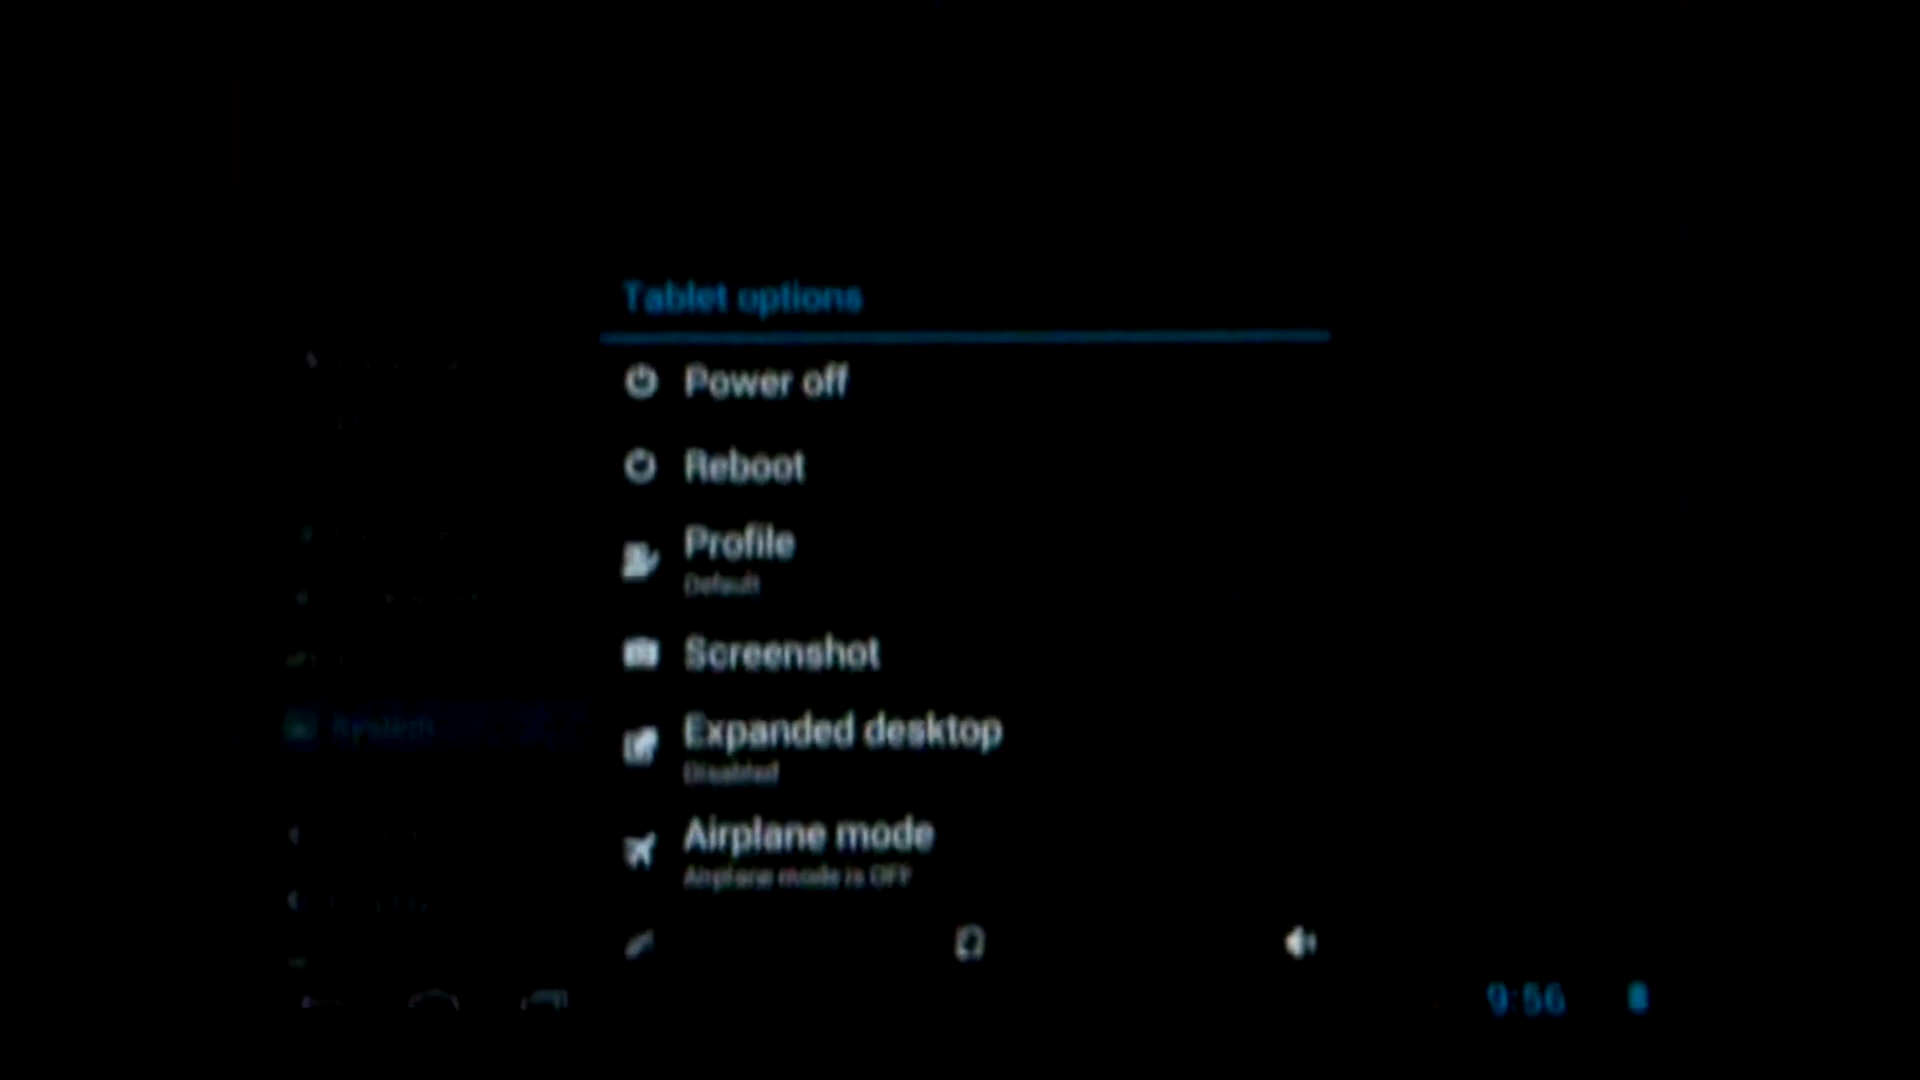 Tablet options
Power off
Reboot
Profile
Default
Screenshot
System
Expanded desktop
Disabled
Airplane mode
Airplane mode is OFF
9:56